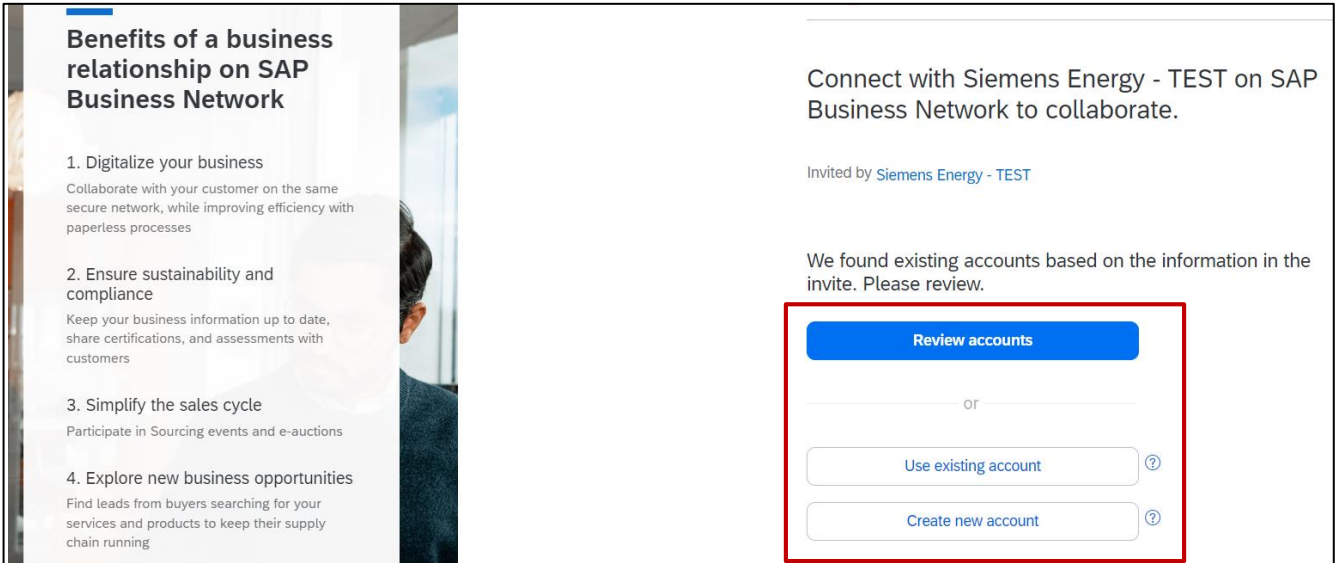 Benefits of a business
relationship on SAP
Business Network
1. Digitalize your business
Collaborate with your customer on the same
secure network, while improving efficiency with
paperless processes
2. Ensure sustainability and
compliance
Keep your business information up to date,
share certifications, and assessments with
customers
3. Simplify the sales cycle
Participate in Sourcing events and e-auctions
4. Explore new business opportunities
Find leads from buyers searching for your
services and products to keep their supply
chain running
Connect with Siemens Energy - TEST on SAP
Business Network to collaborate.
Invited by Siemens Energy - TEST
We found existing accounts based on the information in the
invite. Please review.
Review accounts
or
Use existing account ?
Create new account ?